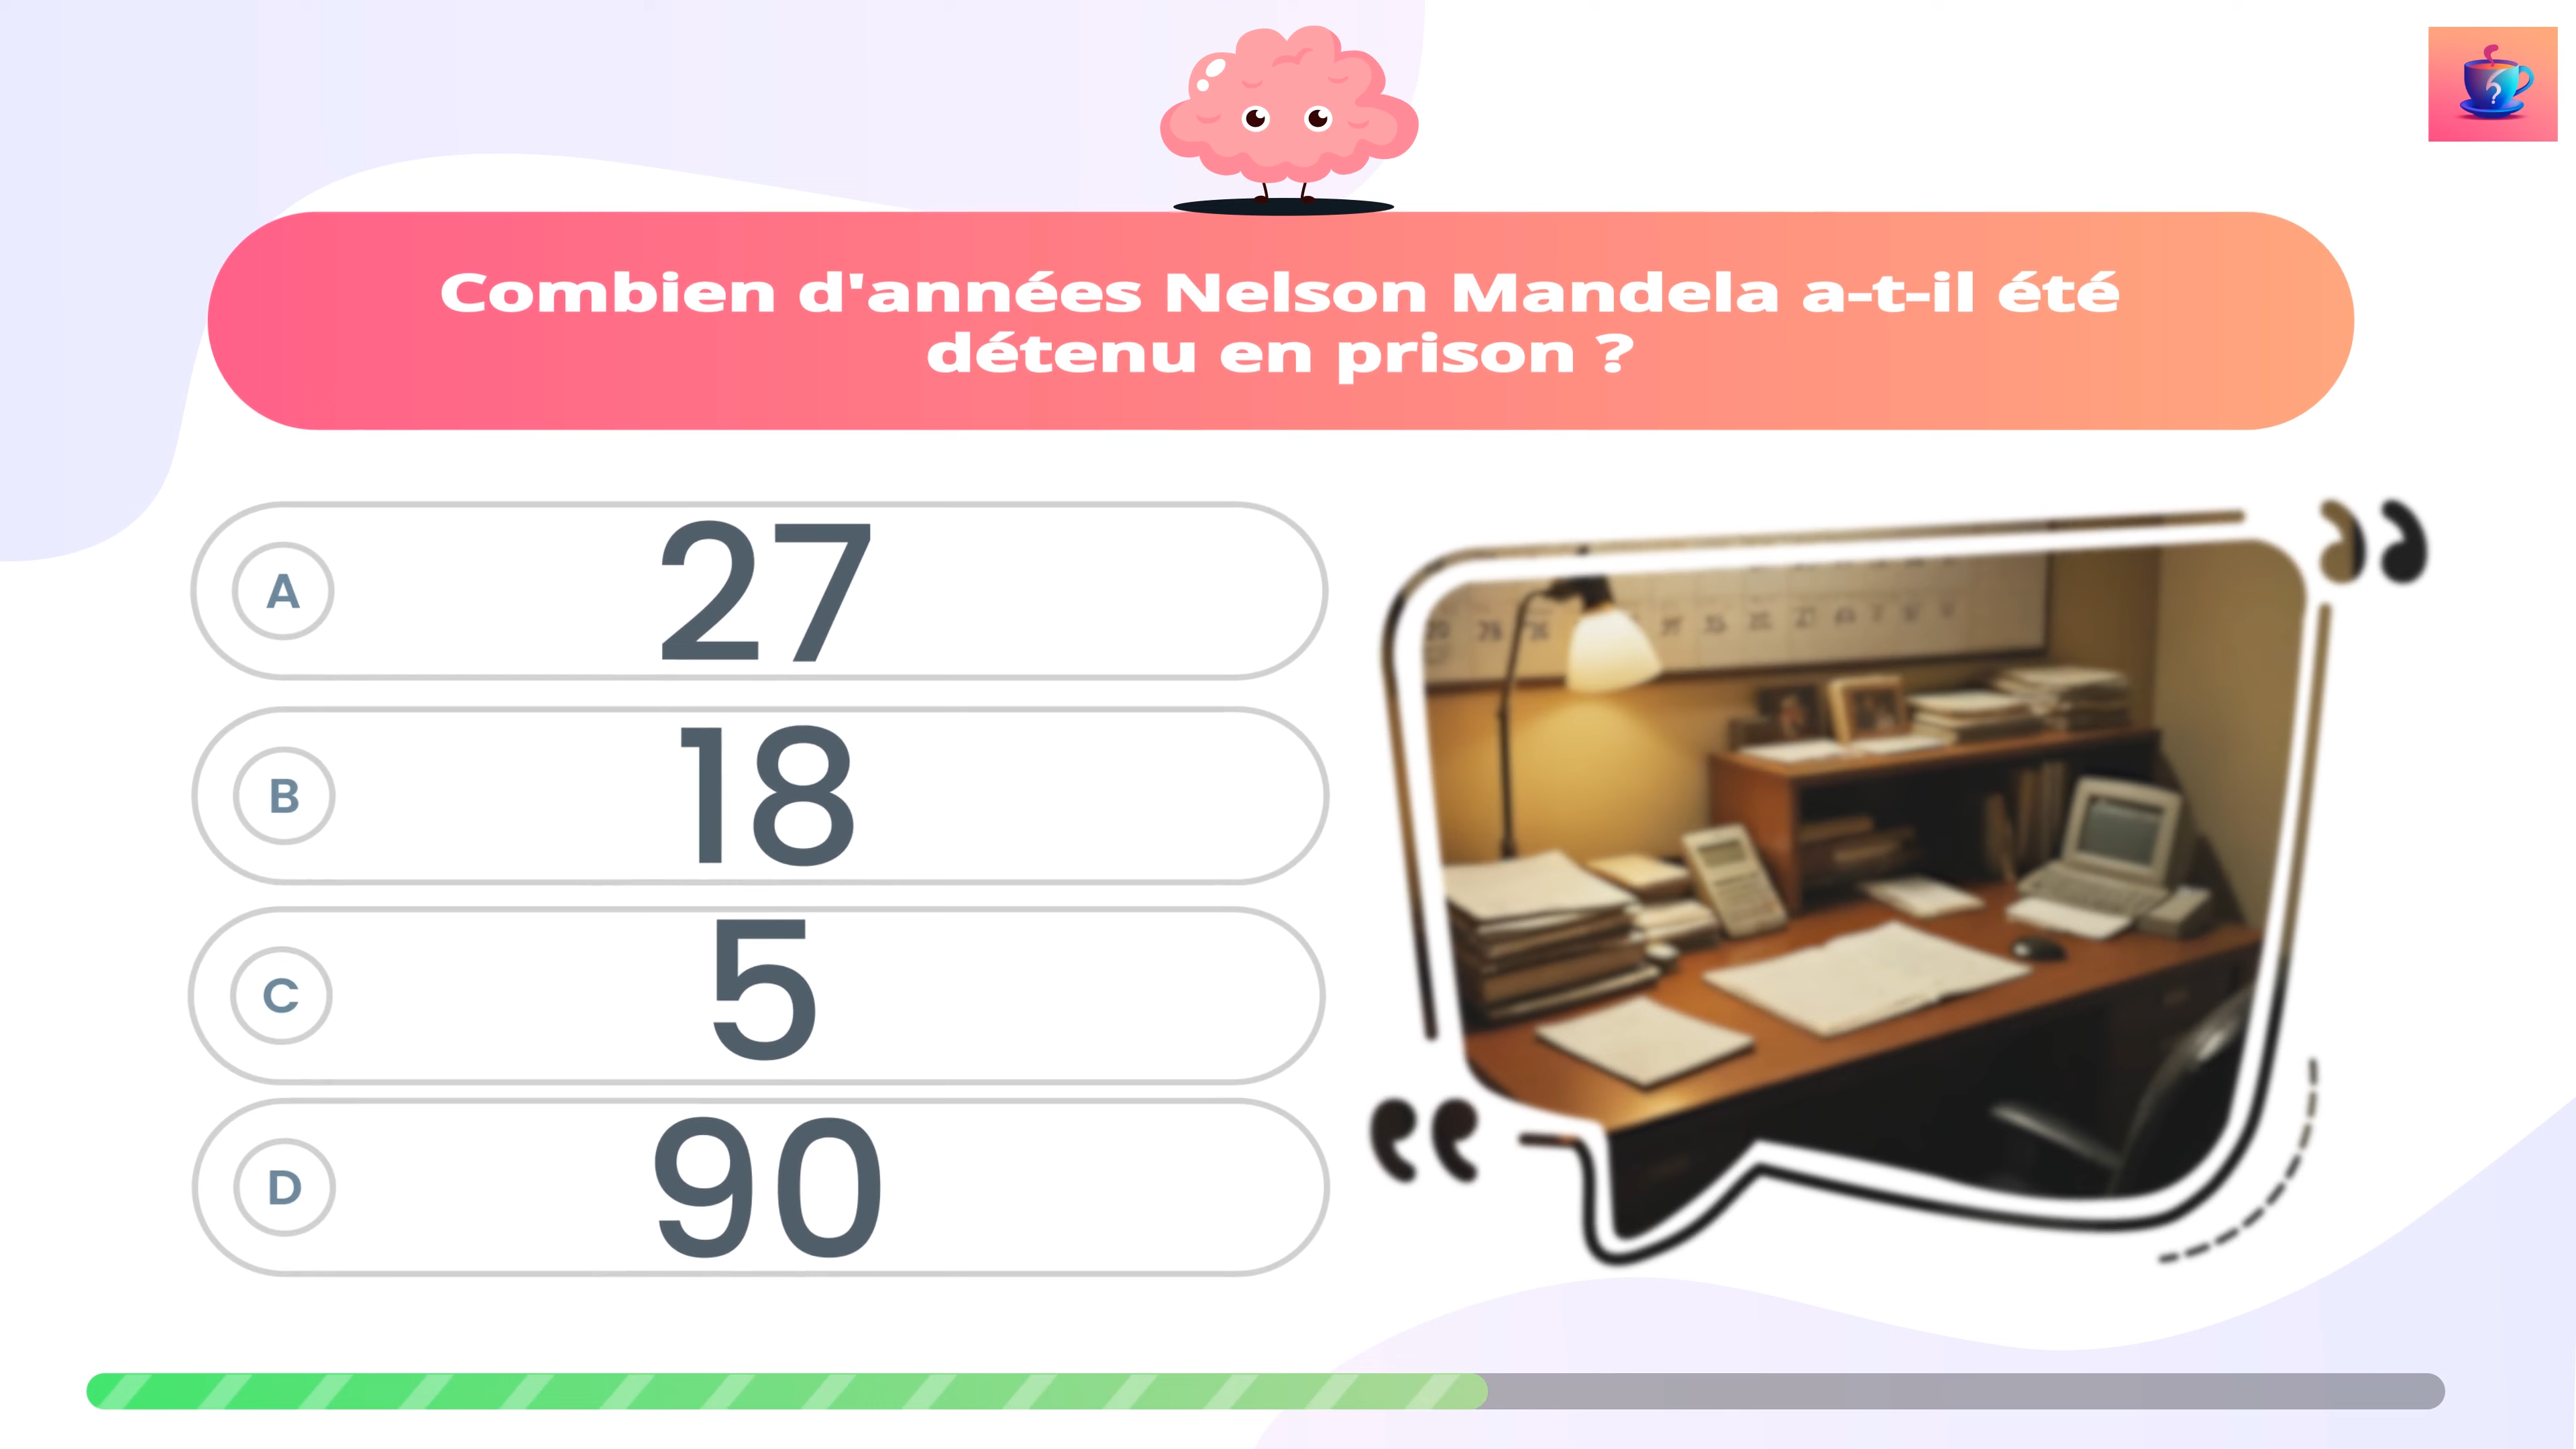 Combien d'années Nelson Mandela a-t-il été
détenu en prison ?
A 27
B 18
C 5
D 90